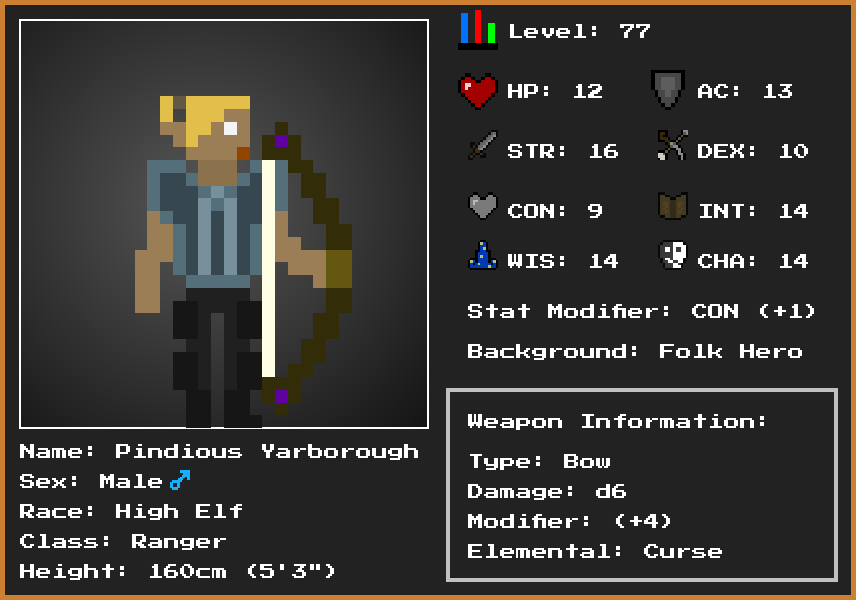 Level: 77
HP: 12 AC: 13
STR: 16 DEX: 10
CON: 9 INT: 14
WIS: 14 CHA: 14
Stat Modifier: CON (+1)
Background: Folk Hero
Weapon Information:
Type: Bow
Damage: d6
Modifier: (+4)
Elemental: Curse
Name: Pindious Yarborough
Sex: Male ♂
Race: High Elf
Class: Ranger
Height: 160cm (5'3")